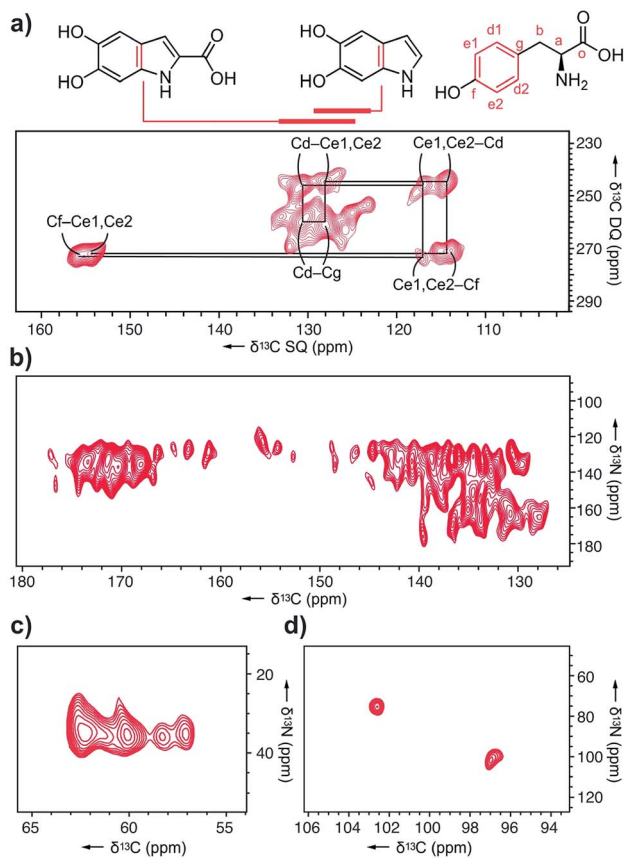 a)
HO
HO
N
H
O
OH
HO
HO
N
H
HO
e1
d1
g
b
a
O
o
OH
NH₂
d2
e2
f
Cd–Ce1,Ce2
Ce1,Ce2–Cd
Cf–Ce1,Ce2
Cd–Cg
Ce1,Ce2–Cf
230
250
270
290
δ¹³C DQ (ppm)
160 150 140 130 120 110
δ¹³C SQ (ppm)
b)
100
120
140
160
180
δ¹³N (ppm)
180 170 160 150 140 130
δ¹³C (ppm)
c)
20
40
60
δ¹³N (ppm)
65 60 55
δ¹³C (ppm)
d)
60
80
100
120
δ¹³N (ppm)
106 104 102 100 98 96 94
δ¹³C (ppm)